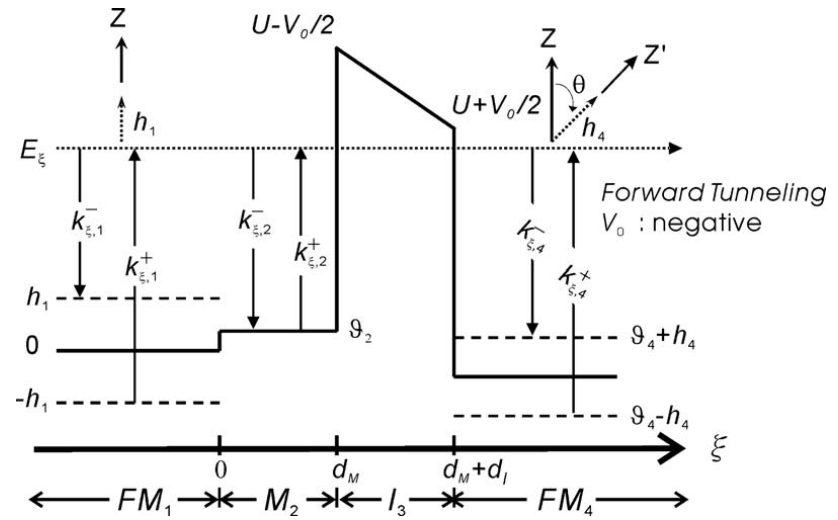 Z
U-V₀/2
Z
Z'
θ
h₁
U+V₀/2
h₄
E_ξ
Forward Tunneling
V₀ : negative
k⁻_ξ,1
k⁺_ξ,1
k⁻_ξ,2
k⁺_ξ,2
k⁻_ξ,4
k⁺_ξ,4
h₁
0
-h₁
ϑ₂
ϑ₄+h₄
ϑ₄-h₄
ξ
0
d_M
d_M+d_I
FM₁
M₂
I₃
FM₄